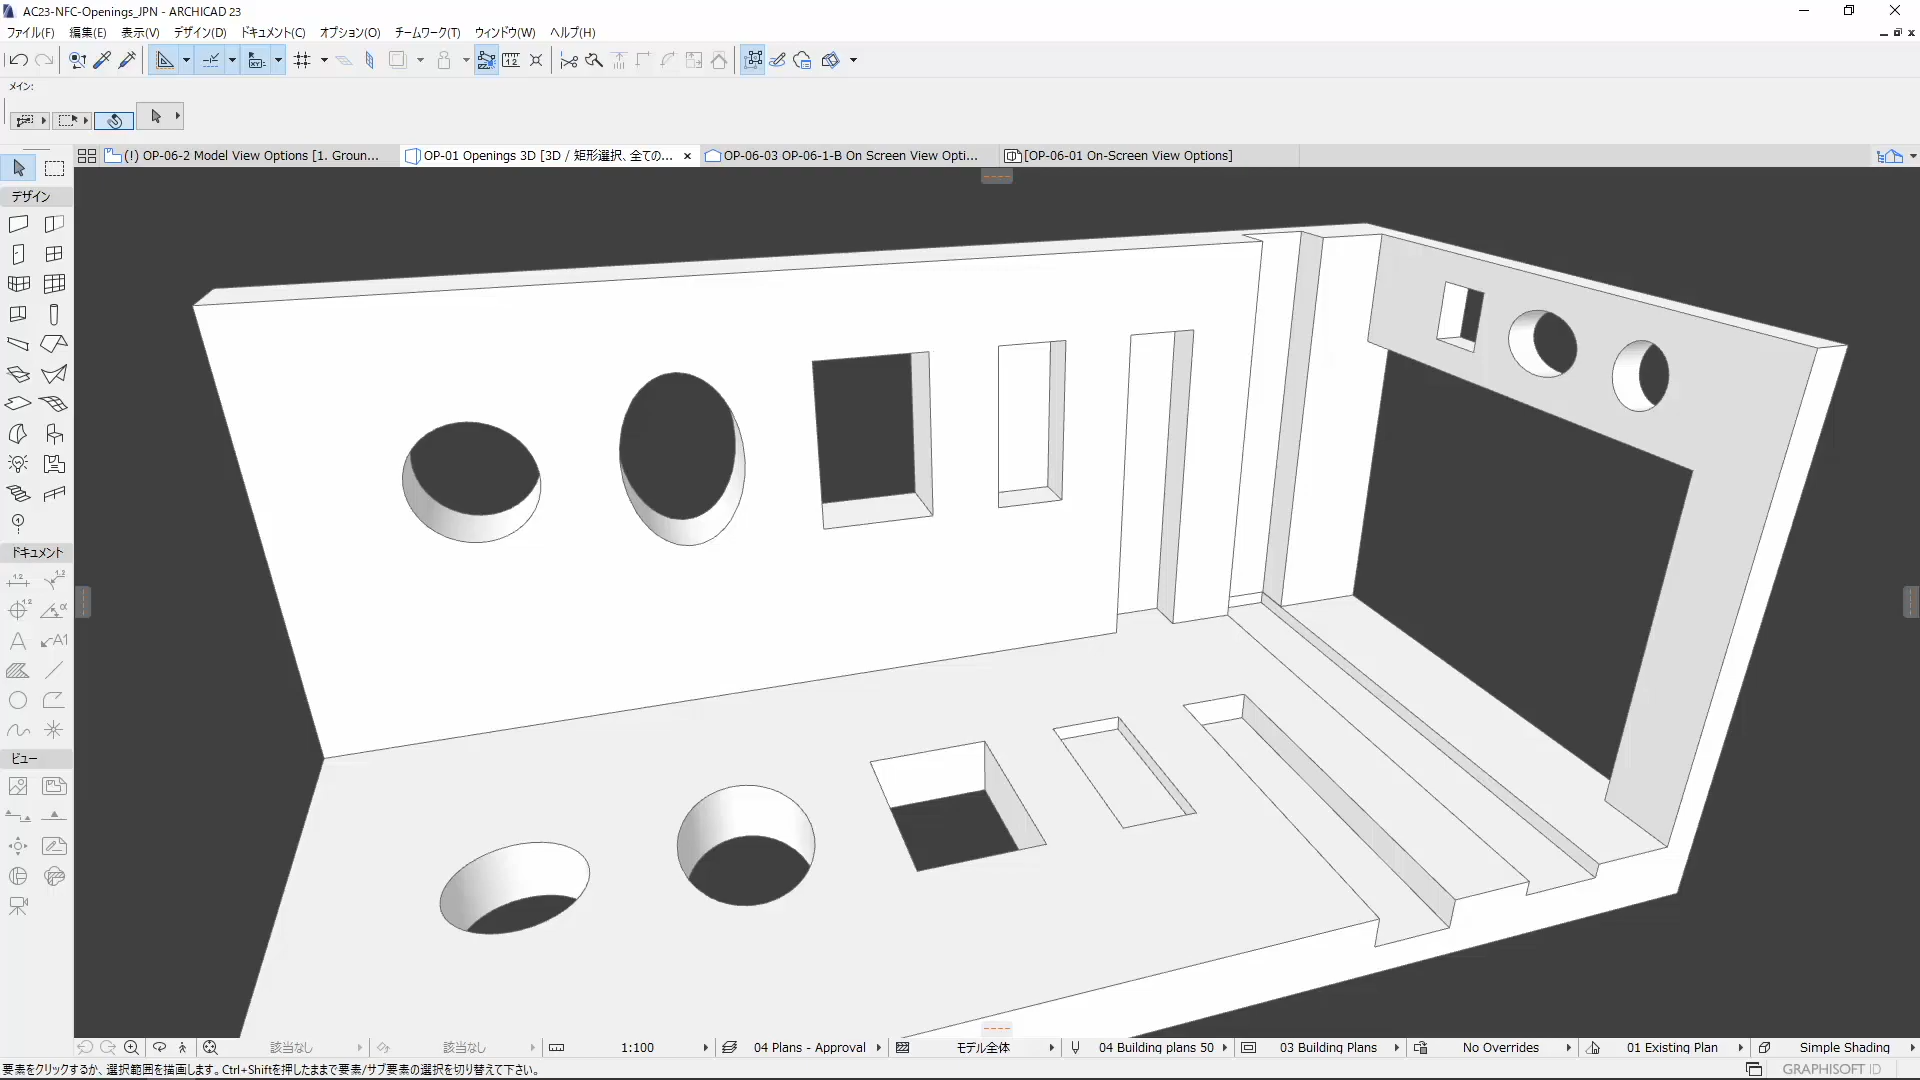 AC23-NFC-Openings_JPN - ARCHICAD 23
ファイル(F) 編集(E) 表示(V) デザイン(D) ドキュメント(C) オプション(O) チームワーク(T) ウィンドウ(W) ヘルプ(H)
メイン:
(!) OP-06-2 Model View Options [1. Groun... OP-01 Openings 3D [3D / 矩形選択、全ての... OP-06-03 OP-06-1-B On Screen View Opti... [OP-06-01 On-Screen View Options]
デザイン
ドキュメント
1.2 1.2
1.2 α
A A1
ビュー
該当なし 該当なし 1:100 04 Plans - Approval モデル全体 04 Building plans 50 03 Building Plans No Overrides 01 Existing Plan Simple Shading
要素をクリックするか、選択範囲を描画します。Ctrl+Shiftを押したままで要素/サブ要素の選択を切り替えて下さい。 GRAPHISOFT ID